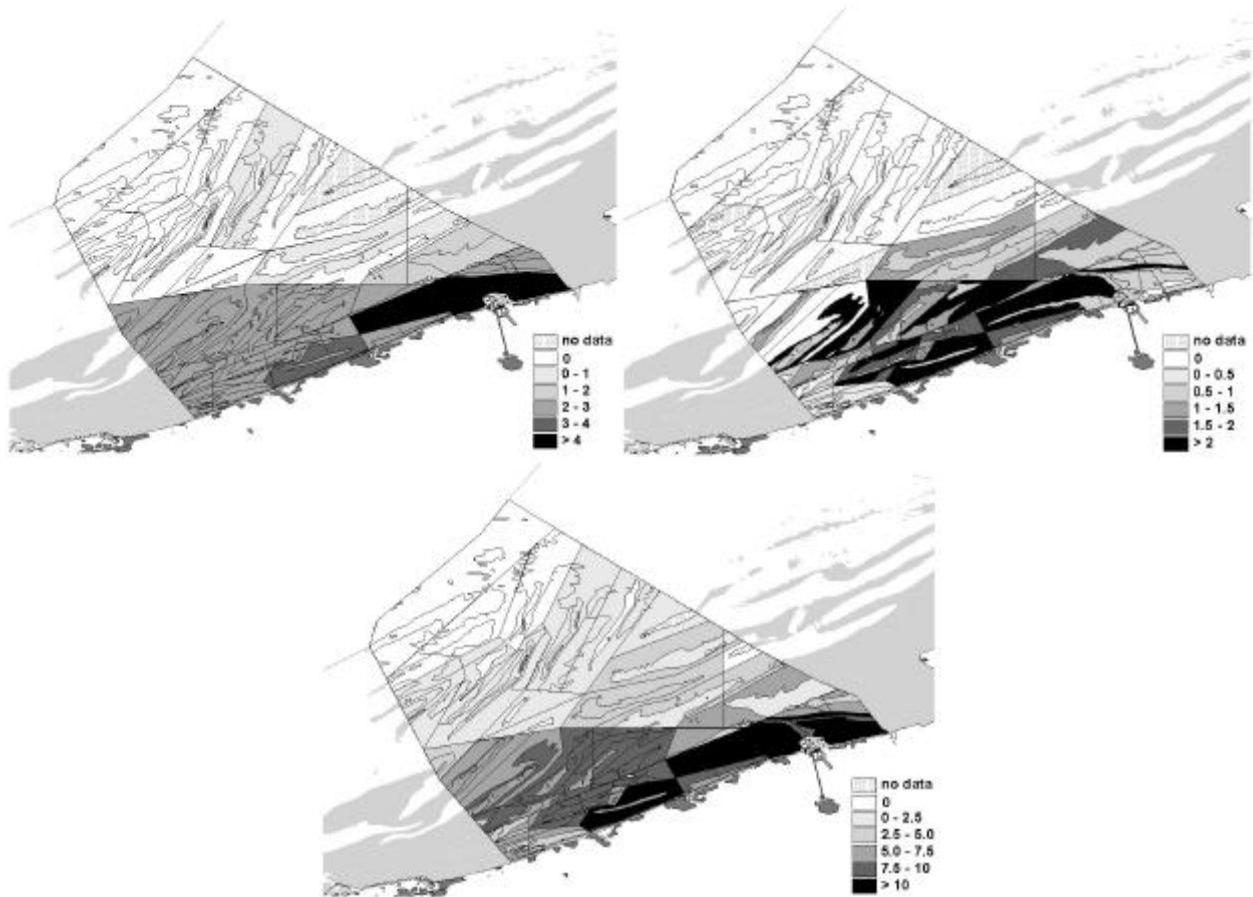 no data
0
0 - 1
1 - 2
2 - 3
3 - 4
> 4
no data
0
0 - 0.5
0.5 - 1
1 - 1.5
1.5 - 2
> 2
no data
0
0 - 2.5
2.5 - 5.0
5.0 - 7.5
7.5 - 10
> 10